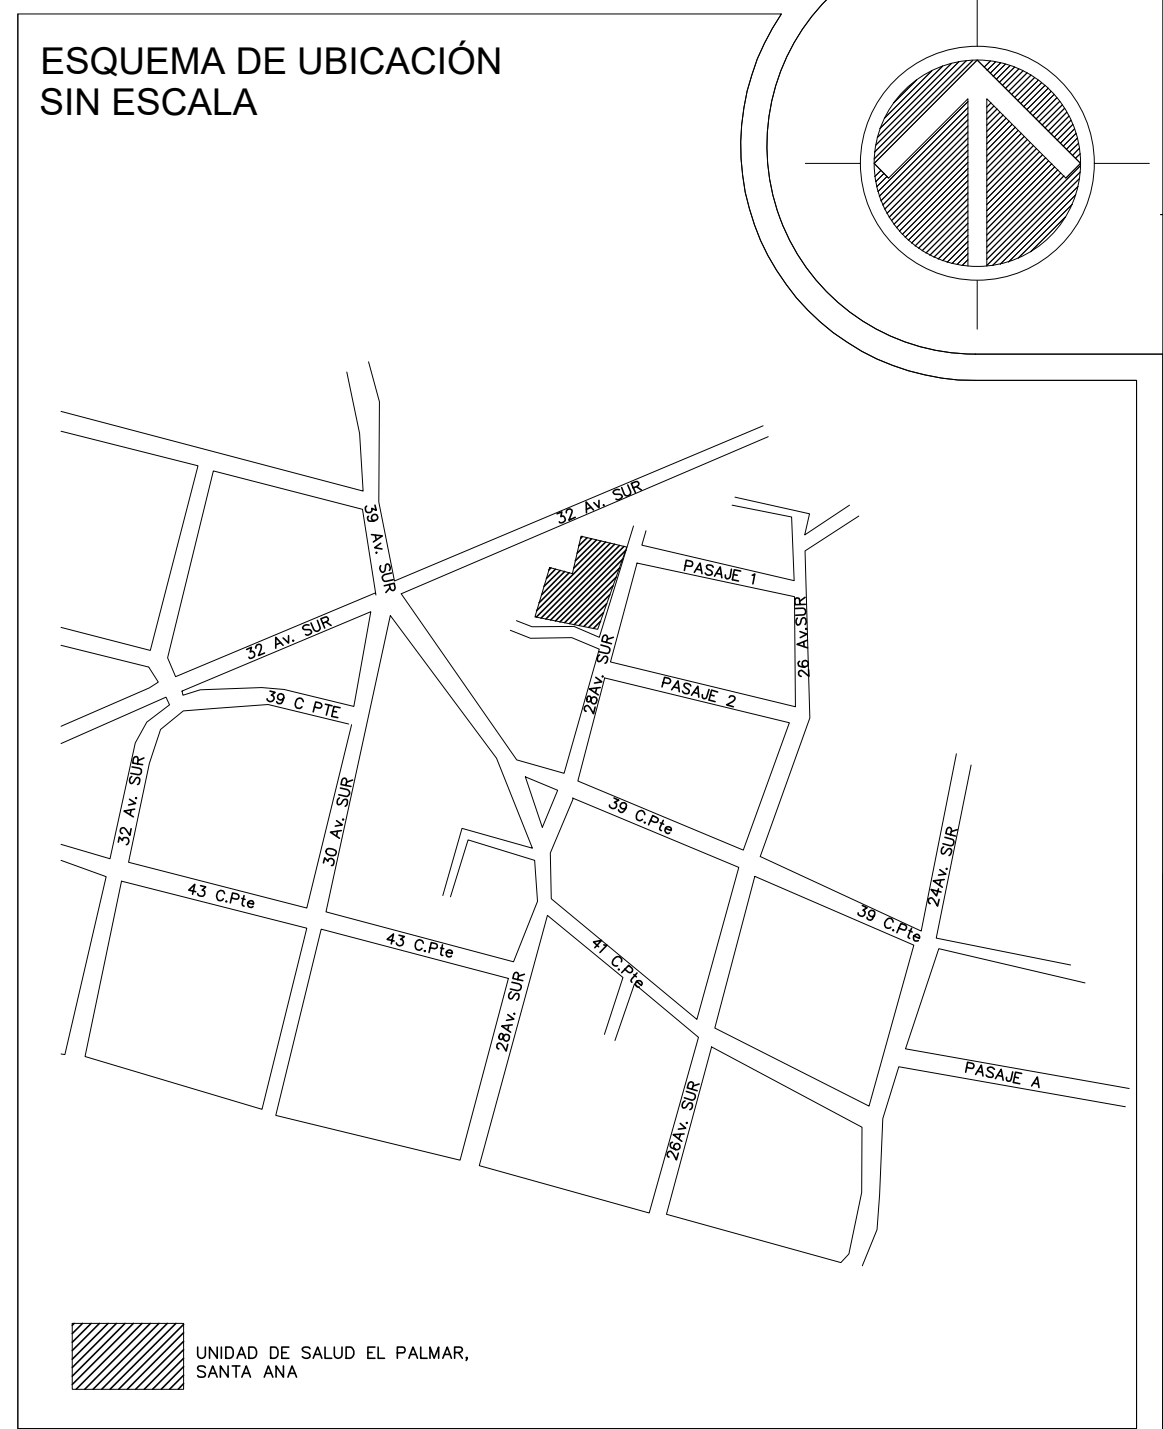 ESQUEMA DE UBICACIÓN
SIN ESCALA
32 Av. SUR
39 Av. SUR
PASAJE 1
26 Av.SUR
32 Av. SUR
28Av. SUR
PASAJE 2
39 C PTE
32 Av. SUR
30 Av. SUR
39 C.Pte
24Av. SUR
43 C.Pte
39 C.Pte
43 C.Pte
41 C.Pte
28Av. SUR
PASAJE A
26Av. SUR
UNIDAD DE SALUD EL PALMAR,
SANTA ANA